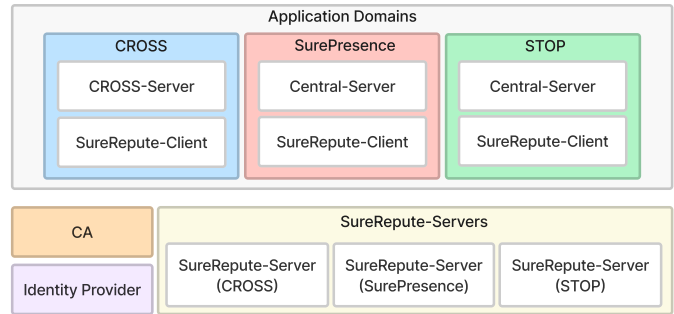 Application Domains
CROSS
CROSS-Server
SureRepute-Client
SurePresence
Central-Server
SureRepute-Client
STOP
Central-Server
SureRepute-Client
CA
Identity Provider
SureRepute-Servers
SureRepute-Server
(CROSS)
SureRepute-Server
(SurePresence)
SureRepute-Server
(STOP)